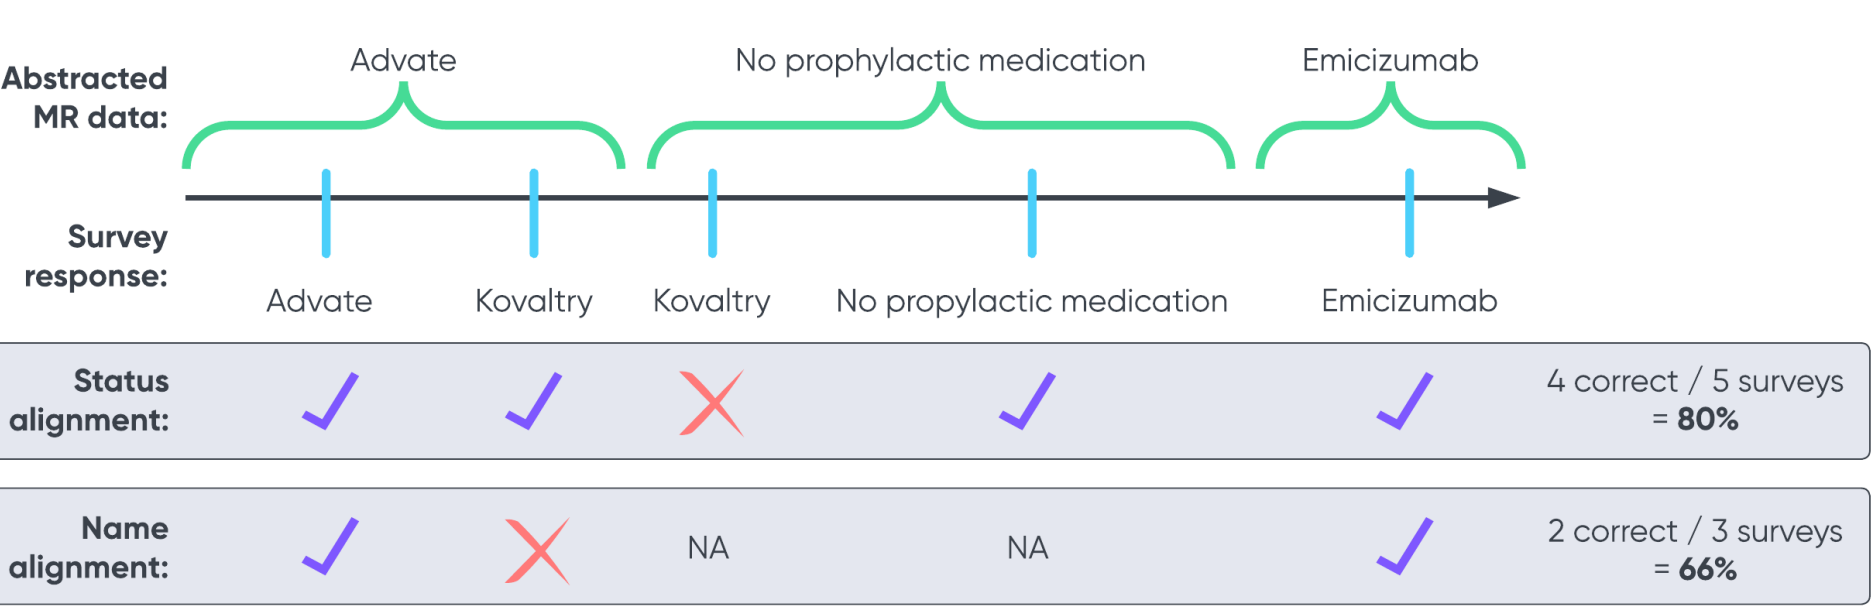 Abstracted
MR data:
Advate
No prophylactic medication
Emicizumab
Survey
response:
Advate
Kovaltry
Kovaltry
No propylactic medication
Emicizumab
Status
alignment:
4 correct / 5 surveys
= 80%
Name
alignment:
NA
NA
2 correct / 3 surveys
= 66%